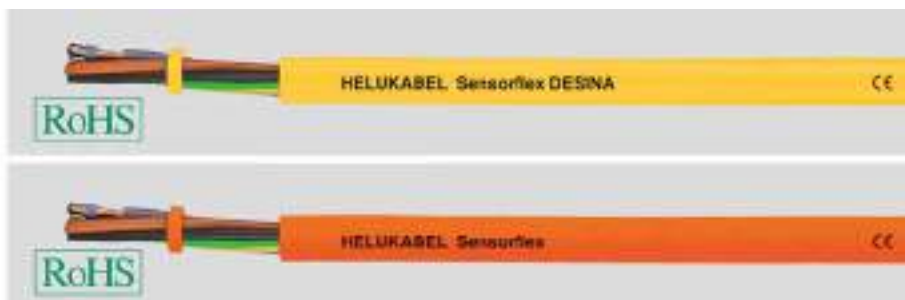 HELUKABEL Sensorflex DESINA CE
RoHS
HELUKABEL Sensorflex CE
RoHS